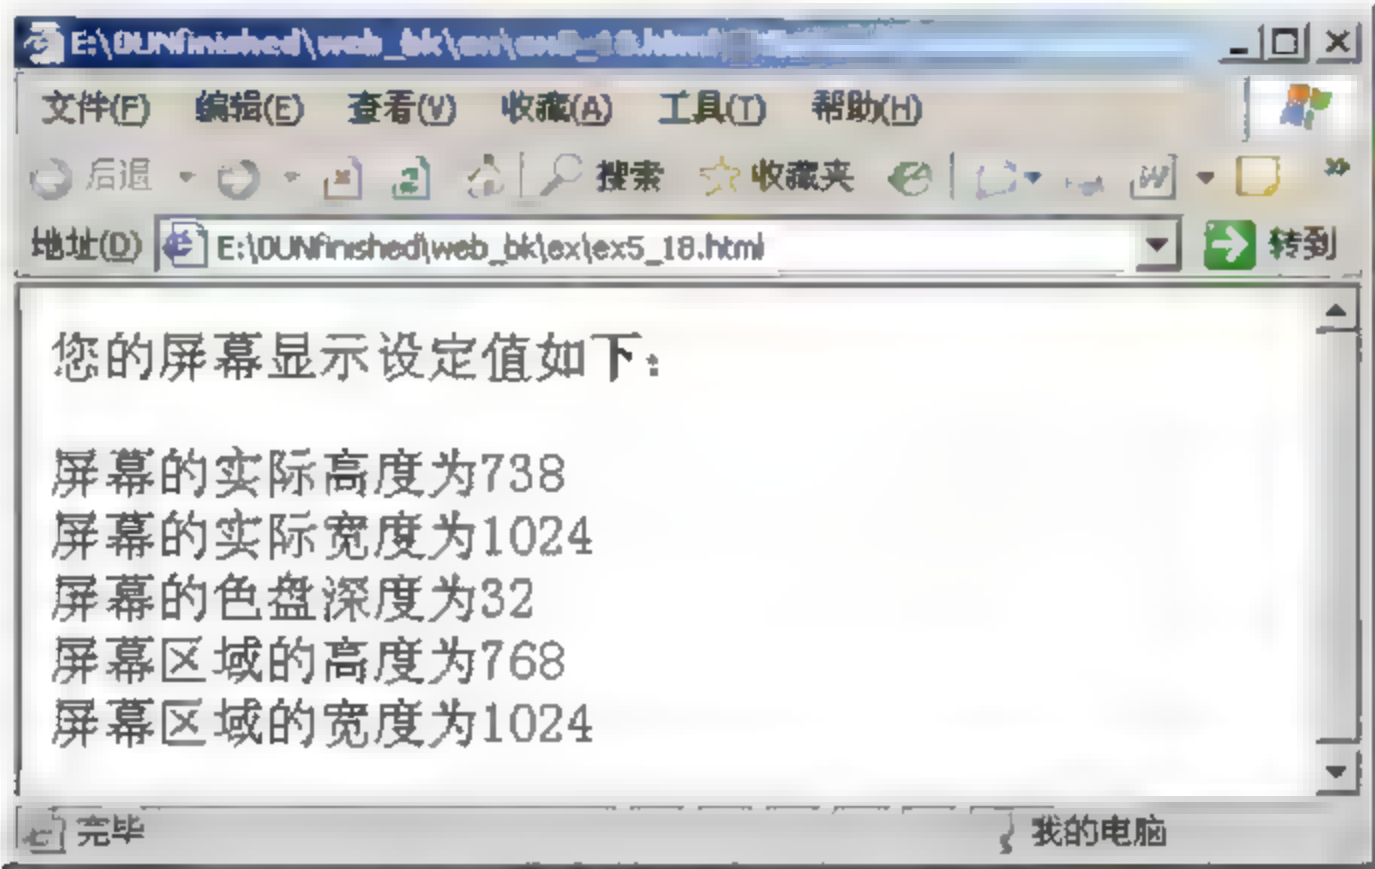 E:\0UNfinished\web_bk\ex\ex5_18.html
文件(F) 编辑(E) 查看(V) 收藏(A) 工具(T) 帮助(H)
后退 搜索 收藏夹
地址(D) E:\0UNfinished\web_bk\ex\ex5_18.html 转到
您的屏幕显示设定值如下：
屏幕的实际高度为738
屏幕的实际宽度为1024
屏幕的色盘深度为32
屏幕区域的高度为768
屏幕区域的宽度为1024
完毕 我的电脑